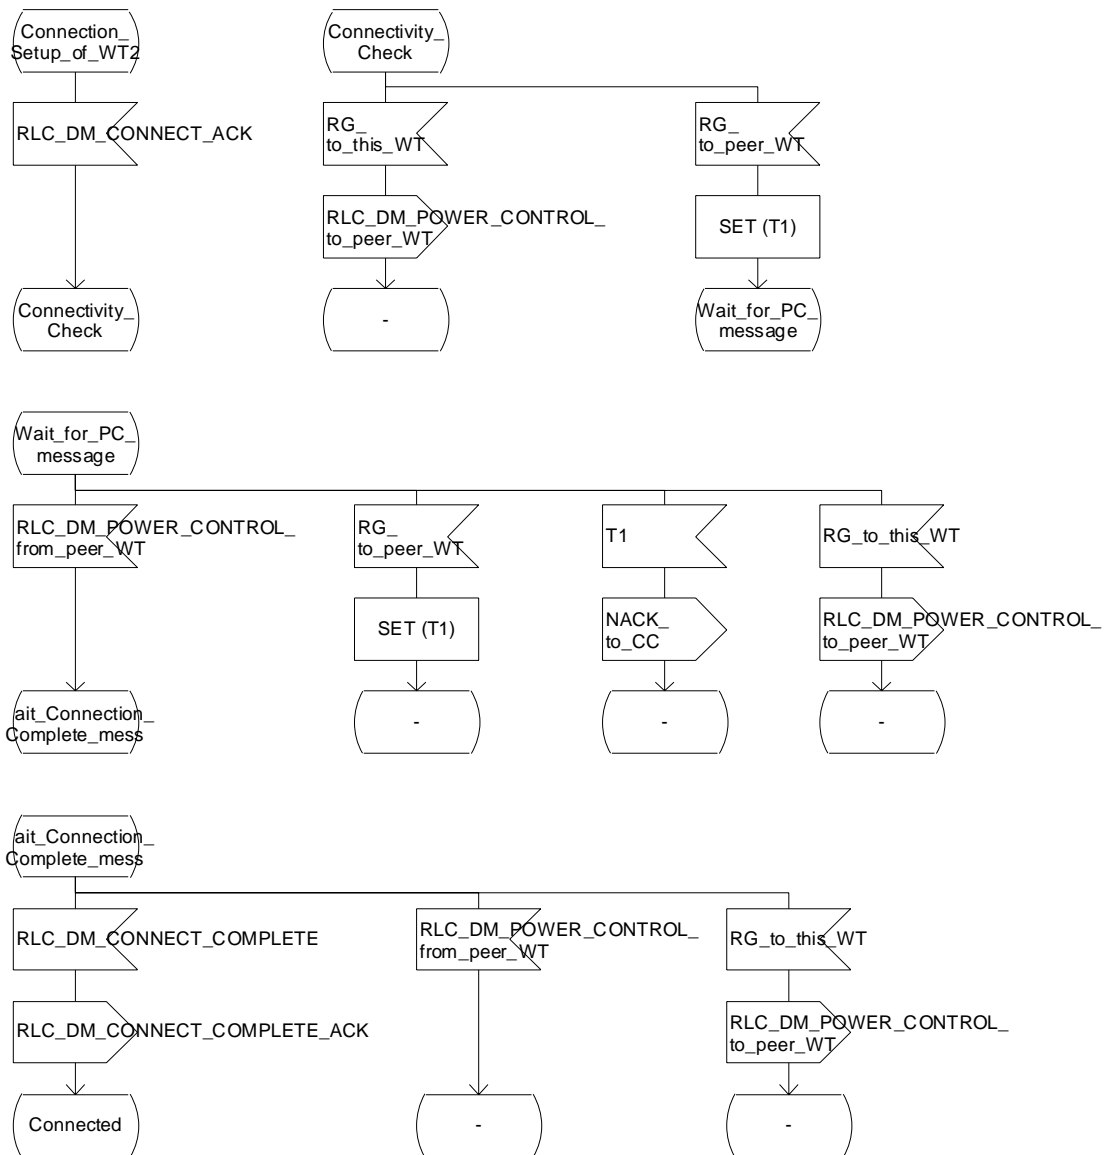 Connection_
Setup_of_WT2
Connectivity_
Check
RLC_DM_CONNECT_ACK
RG_
to_this_WT
RG_
to_peer_WT
RLC_DM_POWER_CONTROL_
to_peer_WT
SET (T1)
Connectivity_
Check
-
Wait_for_PC_
message
Wait_for_PC_
message
RLC_DM_POWER_CONTROL_
from_peer_WT
RG_
to_peer_WT
T1
RG_to_this_WT
SET (T1)
NACK_
to_CC
RLC_DM_POWER_CONTROL_
to_peer_WT
ait_Connection_
Complete_mess
-
-
-
ait_Connection_
Complete_mess
RLC_DM_CONNECT_COMPLETE
RLC_DM_POWER_CONTROL_
from_peer_WT
RG_to_this_WT
RLC_DM_CONNECT_COMPLETE_ACK
RLC_DM_POWER_CONTROL_
to_peer_WT
Connected
-
-